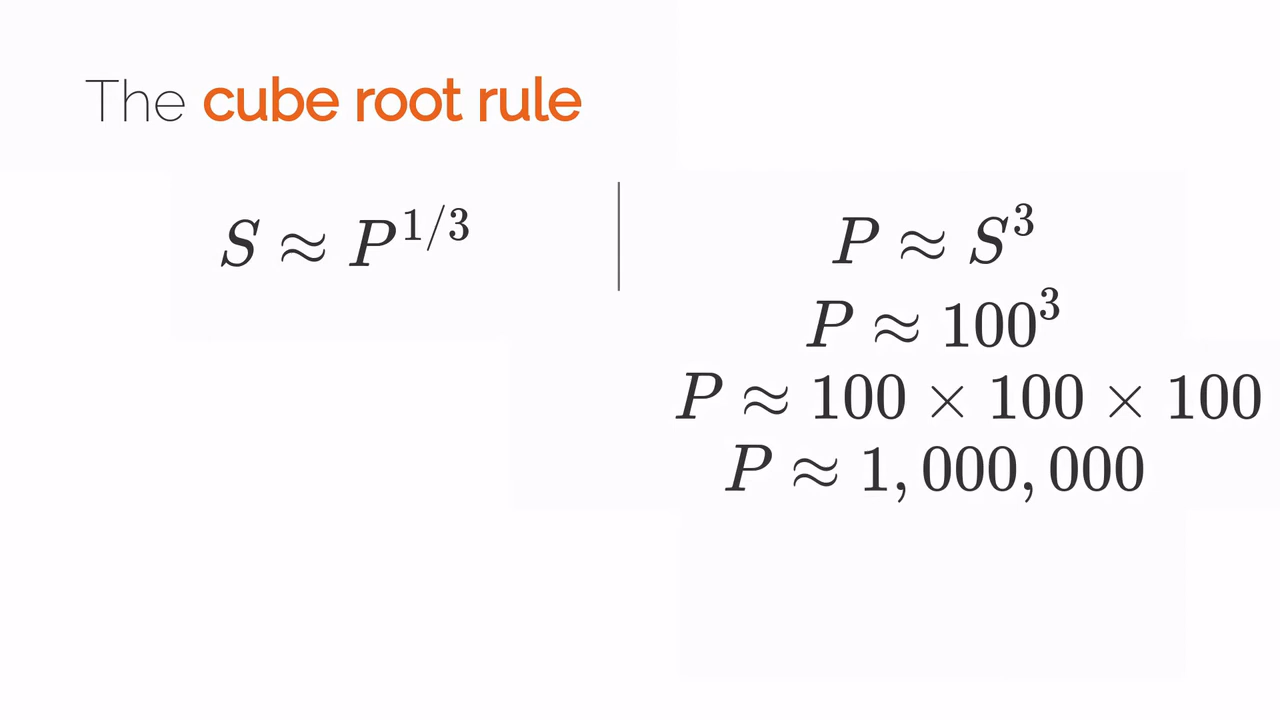 The cube root rule
S ≈ P^{1/3}
P ≈ S^3
P ≈ 100^3
P ≈ 100 × 100 × 100
P ≈ 1,000,000